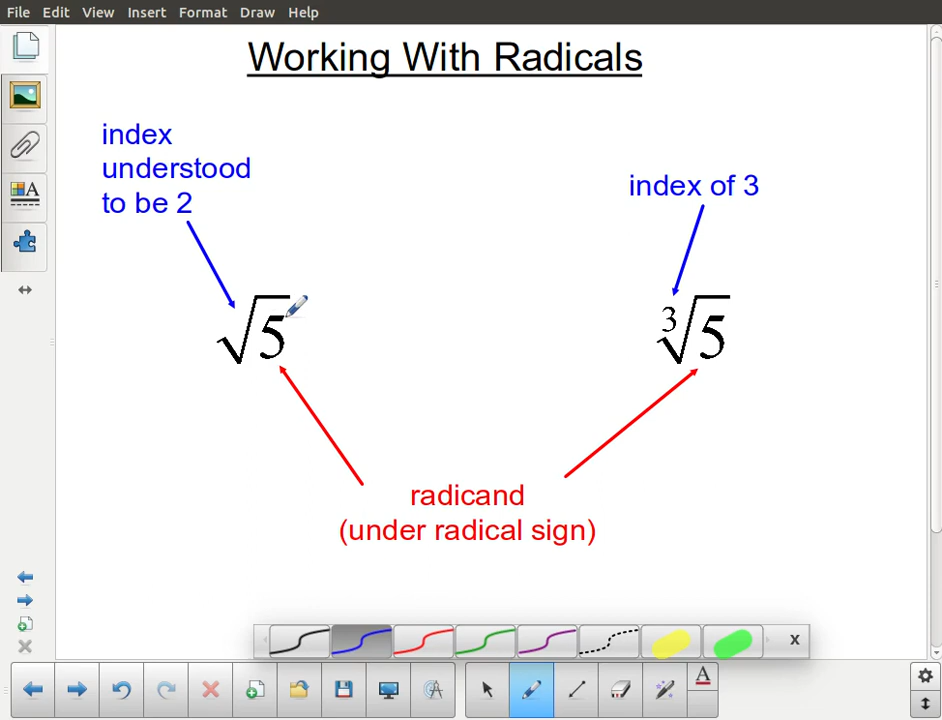 File Edit View Insert Format Draw Help
Working With Radicals
index
understood
to be 2
index of 3
√5
3√5
radicand
(under radical sign)
A
x
A